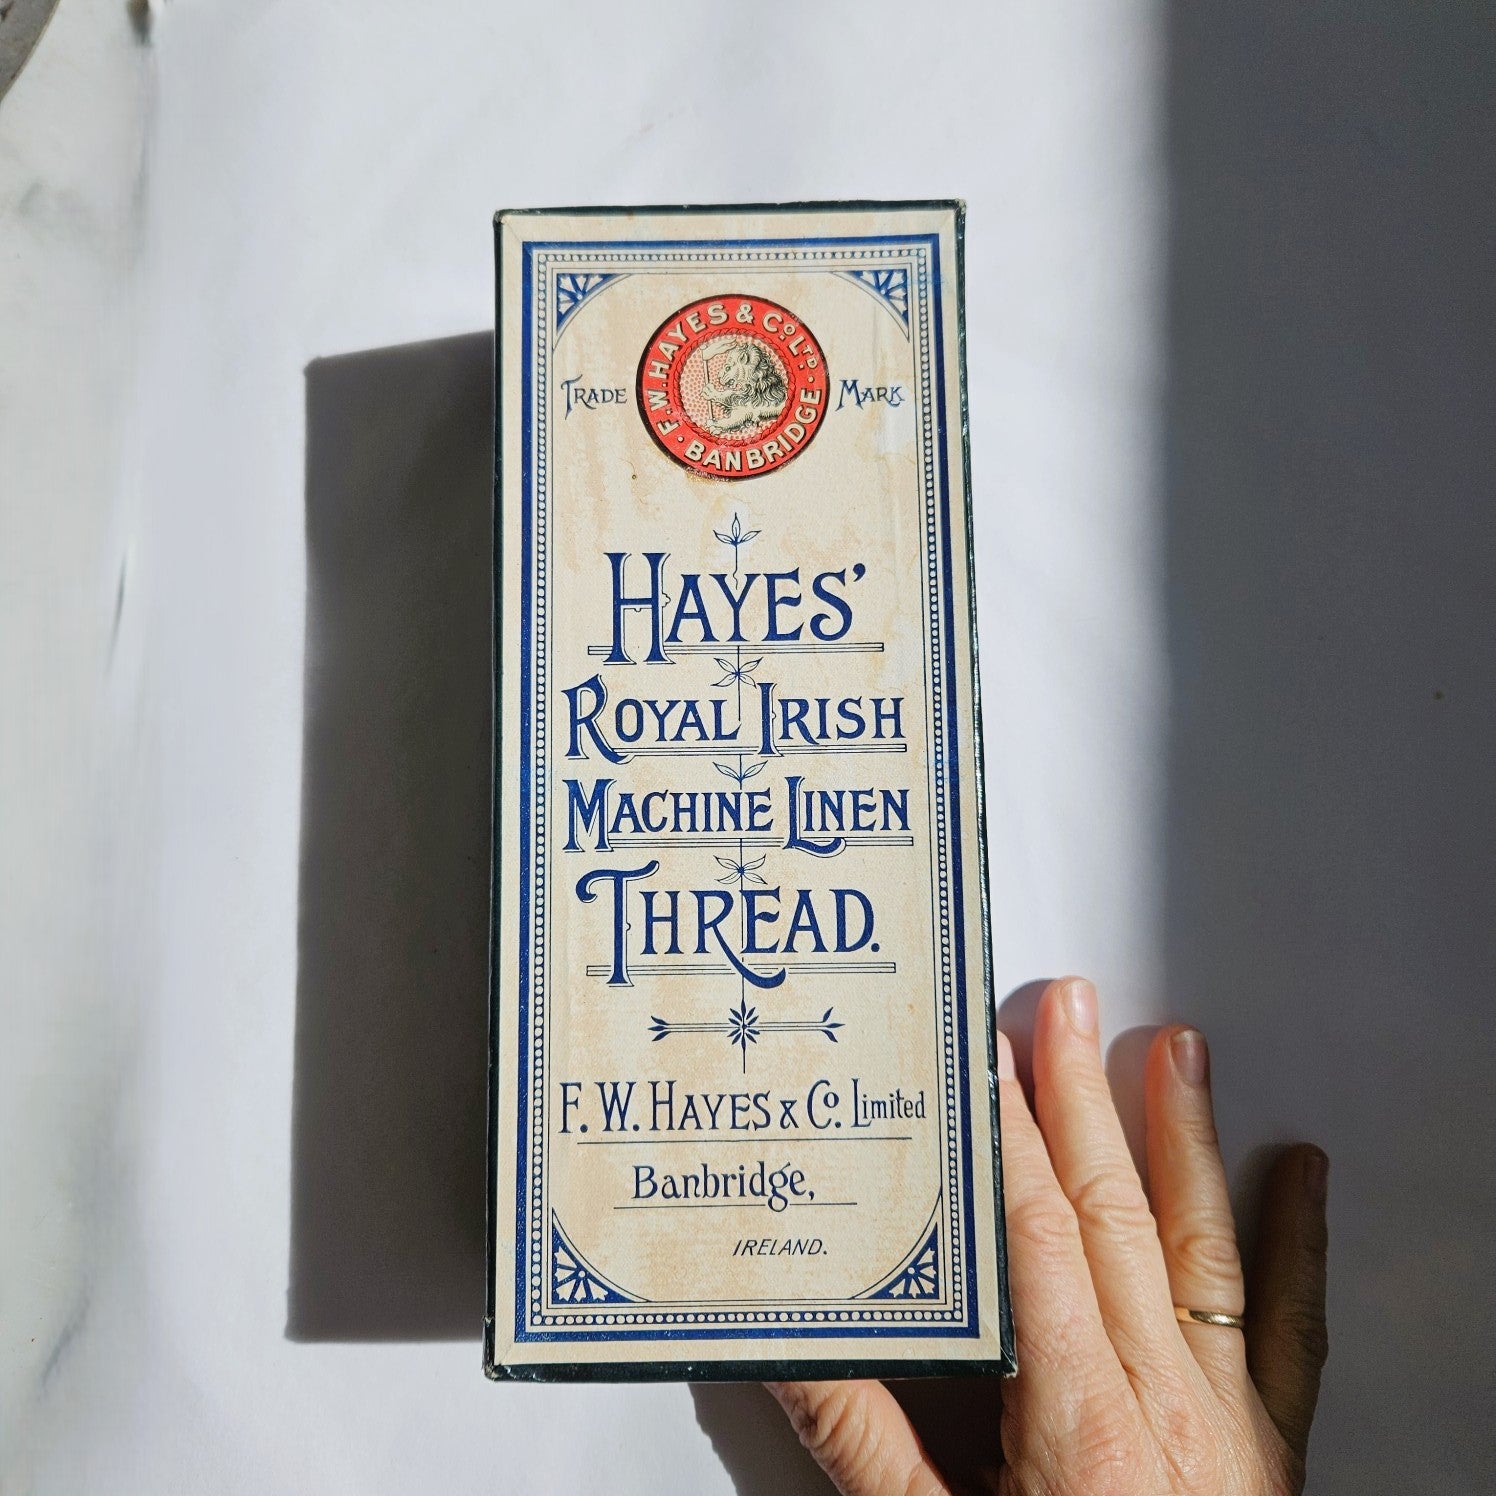 F. W. HAYES & Co. LTD.
BANBRIDGE
TRADE MARK
HAYES'
ROYAL IRISH
MACHINE LINEN
THREAD.
F. W. HAYES & Co Limited
Banbridge,
IRELAND.